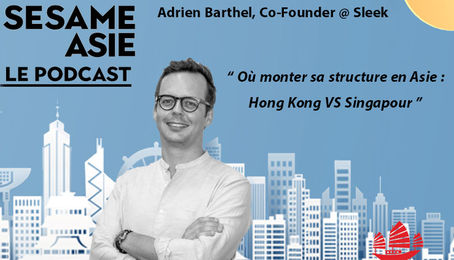 SESAME
ASIE
LE PODCAST
Adrien Barthel, Co-Founder @ Sleek
“ Où monter sa structure en Asie :
Hong Kong VS Singapour ”